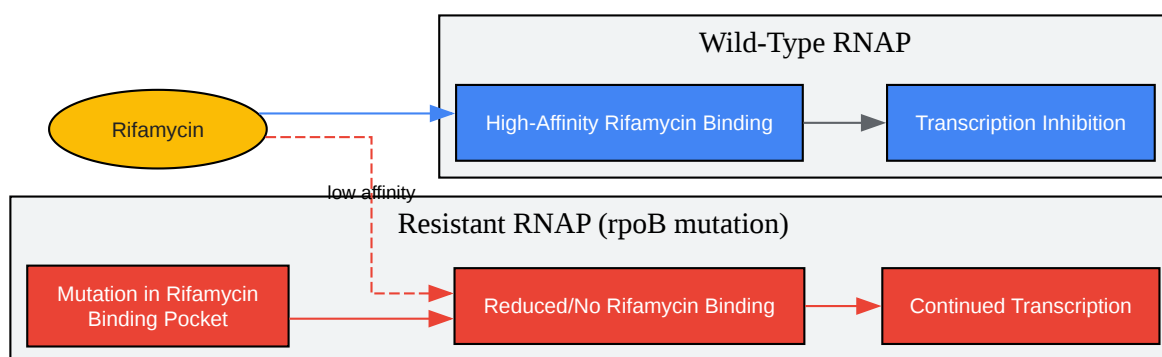 Wild-Type RNAP
Rifamycin
High-Affinity Rifamycin Binding
Transcription Inhibition
low affinity
Resistant RNAP (rpoB mutation)
Mutation in Rifamycin
Binding Pocket
Reduced/No Rifamycin Binding
Continued Transcription